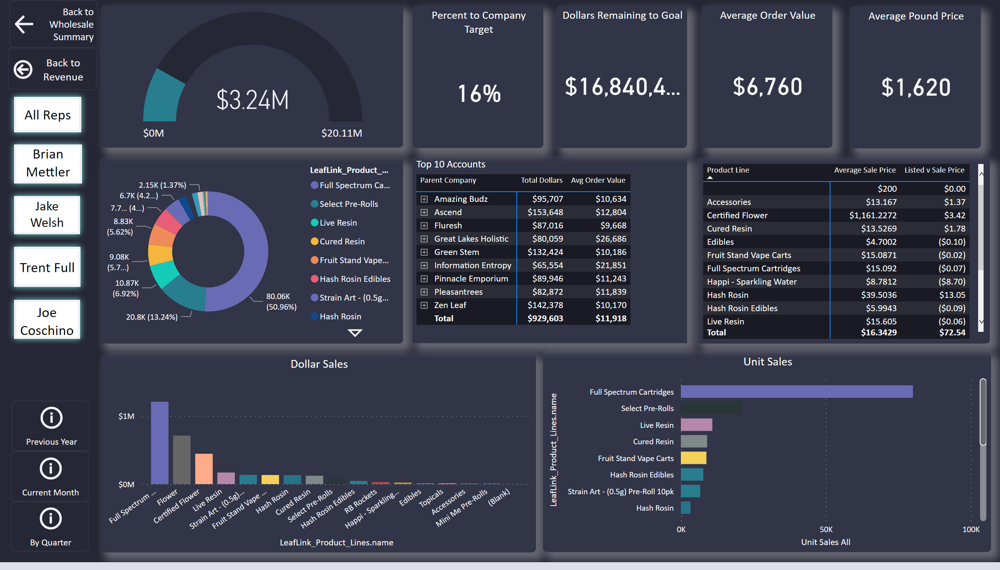 Back to
Wholesale
Summary
Back to
Revenue
All Reps
Brian
Mettler
Jake
Welsh
Trent Full
Joe
Coschino
Previous Year
Current Month
By Quarter
$3.24M
$0M
$20.11M
Percent to Company
Target
16%
Dollars Remaining to Goal
$16,840,4...
Average Order Value
$6,760
Average Pound Price
$1,620
2.15K (1.37%)
6.7K (4.2...)
7.7... (4...)
8.83K
(5.62%)
9.08K
(5.7...)
10.87K
(6.92%)
20.8K (13.24%)
80.06K
(50.96%)
LeafLink_Product_...
Full Spectrum Ca...
Select Pre-Rolls
Live Resin
Cured Resin
Fruit Stand Vape...
Hash Rosin Edibles
Strain Art - (0.5g...
Hash Rosin
Top 10 Accounts
Parent Company Total Dollars Avg Order Value
Amazing Budz $95,707 $10,634
Ascend $153,648 $12,804
Fluresh $87,016 $9,668
Great Lakes Holistic $80,059 $26,686
Green Stem $132,424 $10,186
Information Entropy $65,554 $21,851
Pinnacle Emporium $89,946 $11,243
Pleasantrees $82,872 $11,839
Zen Leaf $142,378 $10,170
Total $929,603 $11,918
Product Line Average Sale Price Listed v Sale Price
$200 $0.00
Accessories $13.167 $1.37
Certified Flower $1,161.2272 $3.42
Cured Resin $13.5269 $1.78
Edibles $4.7002 ($0.10)
Fruit Stand Vape Carts $15.0871 ($0.02)
Full Spectrum Cartridges $15.092 ($0.07)
Happi - Sparkling Water $8.7812 ($8.70)
Hash Rosin $39.5036 $13.05
Hash Rosin Edibles $5.9943 ($0.09)
Live Resin $15.605 ($0.06)
Total $16.3429 $72.54
Dollar Sales
$1M
$0M
Full Spectrum ...
Flower
Certified Flower
Live Resin
Strain Art - (0.5g)...
Fruit Stand Vape ...
Hash Rosin
Cured Resin
Select Pre-Rolls
Hash Rosin Edibles
RB Rockets
Happi - Sparkling...
Edibles
Topicals
Accessories
Mini Me Pre-Rolls
(Blank)
LeafLink_Product_Lines.name
Unit Sales
LeafLink_Product_Lines.name
Full Spectrum Cartridges
Select Pre-Rolls
Live Resin
Cured Resin
Fruit Stand Vape Carts
Hash Rosin Edibles
Strain Art - (0.5g) Pre-Roll 10pk
Hash Rosin
0K 50K 100K
Unit Sales All